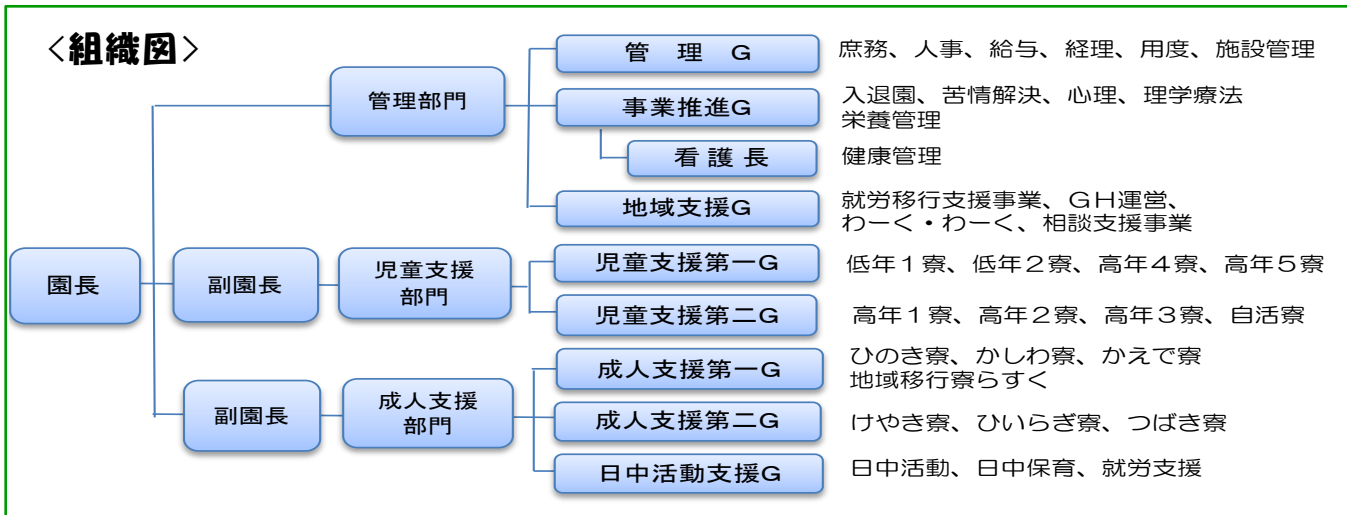 <組織図>
管　理　G
庶務、人事、給与、経理、用度、施設管理
管理部門
事業推進G
入退園、苦情解決、心理、理学療法
栄養管理
看 護 長
健康管理
地域支援G
就労移行支援事業、GH運営、
わーく・わーく、相談支援事業
園長
副園長
児童支援
部門
児童支援第一G
低年1寮、低年2寮、高年4寮、高年5寮
児童支援第二G
高年1寮、高年2寮、高年3寮、自活寮
副園長
成人支援
部門
成人支援第一G
ひのき寮、かしわ寮、かえで寮
地域移行寮らすく
成人支援第二G
けやき寮、ひいらぎ寮、つばき寮
日中活動支援G
日中活動、日中保育、就労支援